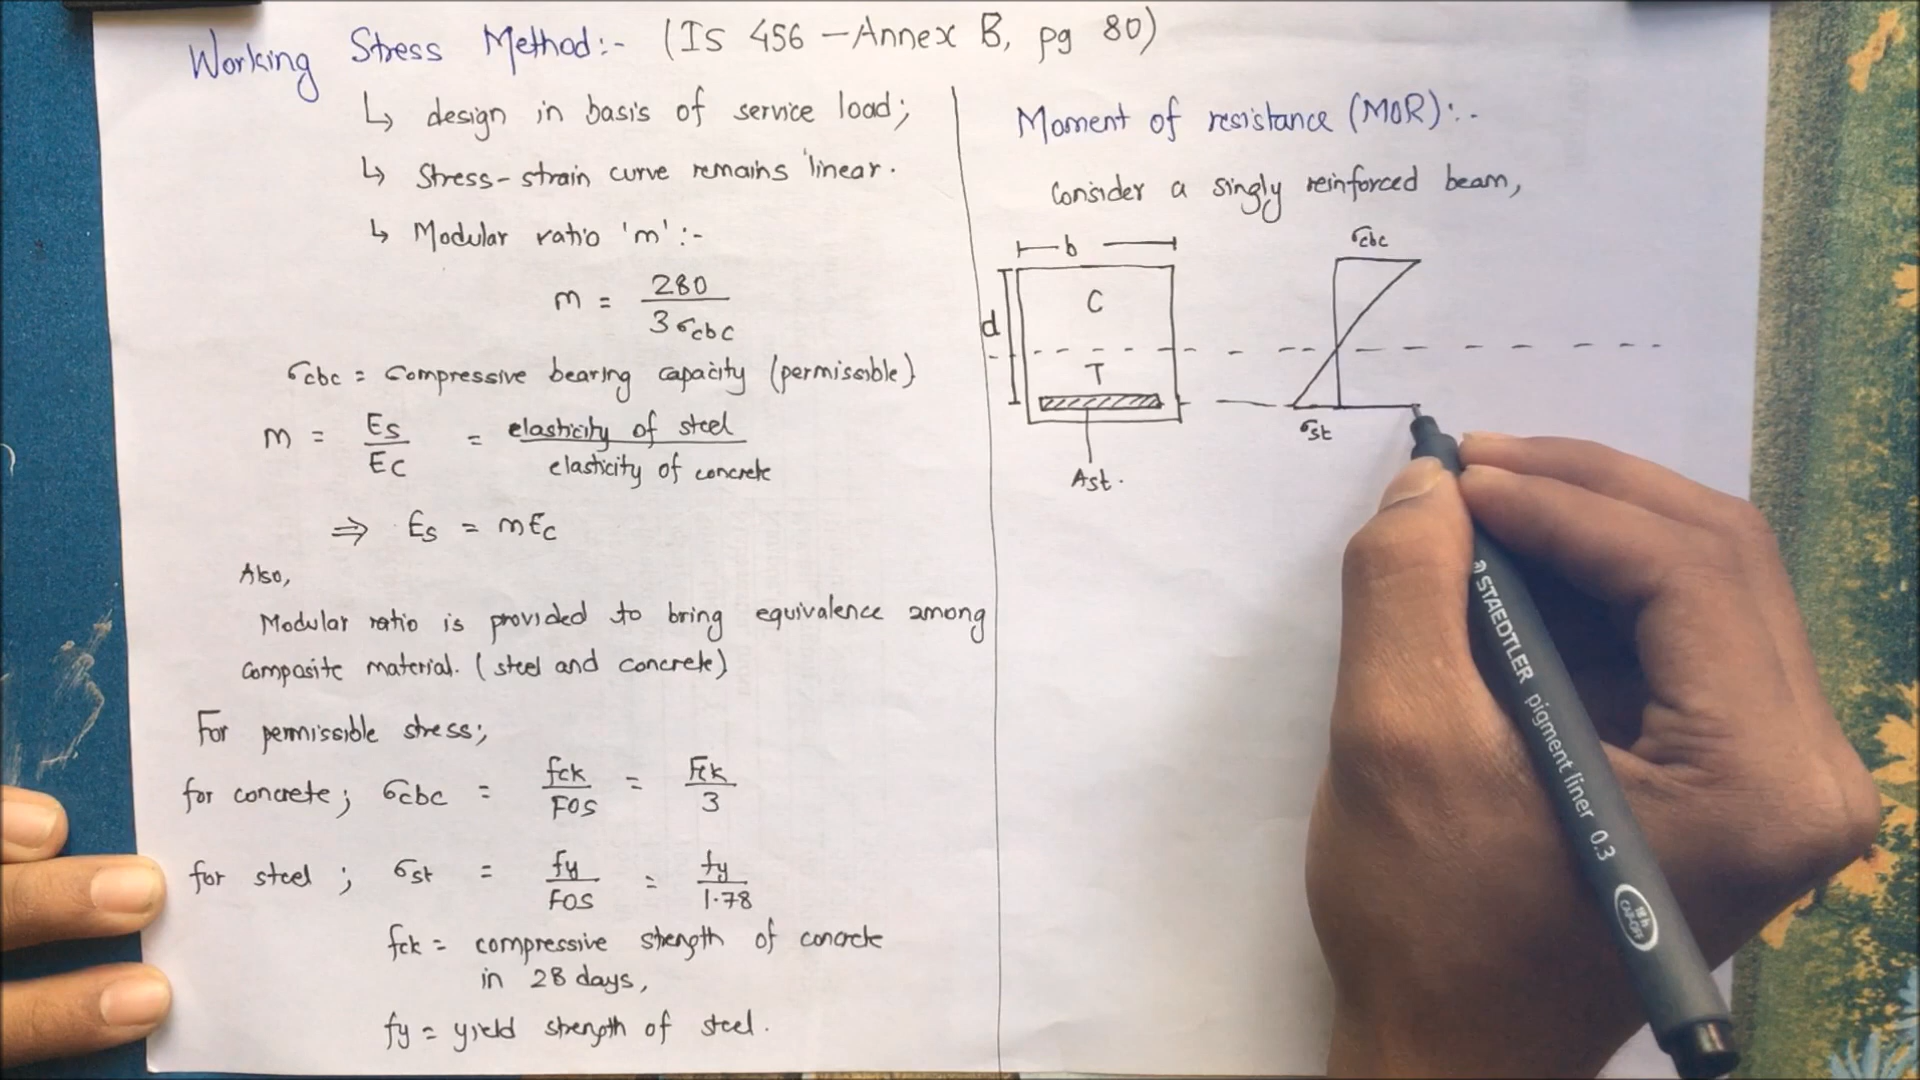 Working Stress Method:- (IS 456 – Annex B, pg 80)
↳ design in basis of service load;
↳ Stress-strain curve remains linear.
↳ Modular ratio 'm':-
m = 280 / 3σcbc
σcbc = Compressive bearing capacity (permissible)
m = Es / Ec = elasticity of steel / elasticity of concrete
⇒ Es = mEc
Also,
Modular ratio is provided to bring equivalence among
composite material. (steel and concrete)
For permissible stress;
for concrete; σcbc = fck / FOS = Fck / 3
for steel; σst = fy / FOS = fy / 1.78
fck = compressive strength of concrete
in 28 days,
fy = yield strength of steel.
Moment of resistance (MOR):-
Consider a singly reinforced beam,
b
σcbc
d
C
T
σst
Ast.
STAEDTLER pigment liner 0.3
18 h
CAP-OFF